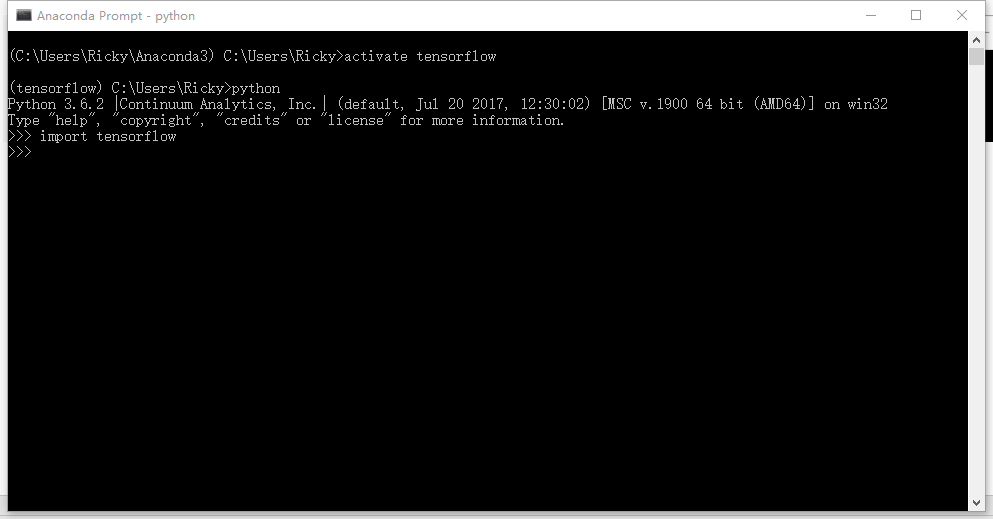 Anaconda Prompt - python
(C:\Users\Ricky\Anaconda3) C:\Users\Ricky>activate tensorflow
(tensorflow) C:\Users\Ricky>python
Python 3.6.2 |Continuum Analytics, Inc.| (default, Jul 20 2017, 12:30:02) [MSC v.1900 64 bit (AMD64)] on win32
Type "help", "copyright", "credits" or "license" for more information.
>>> import tensorflow
>>>